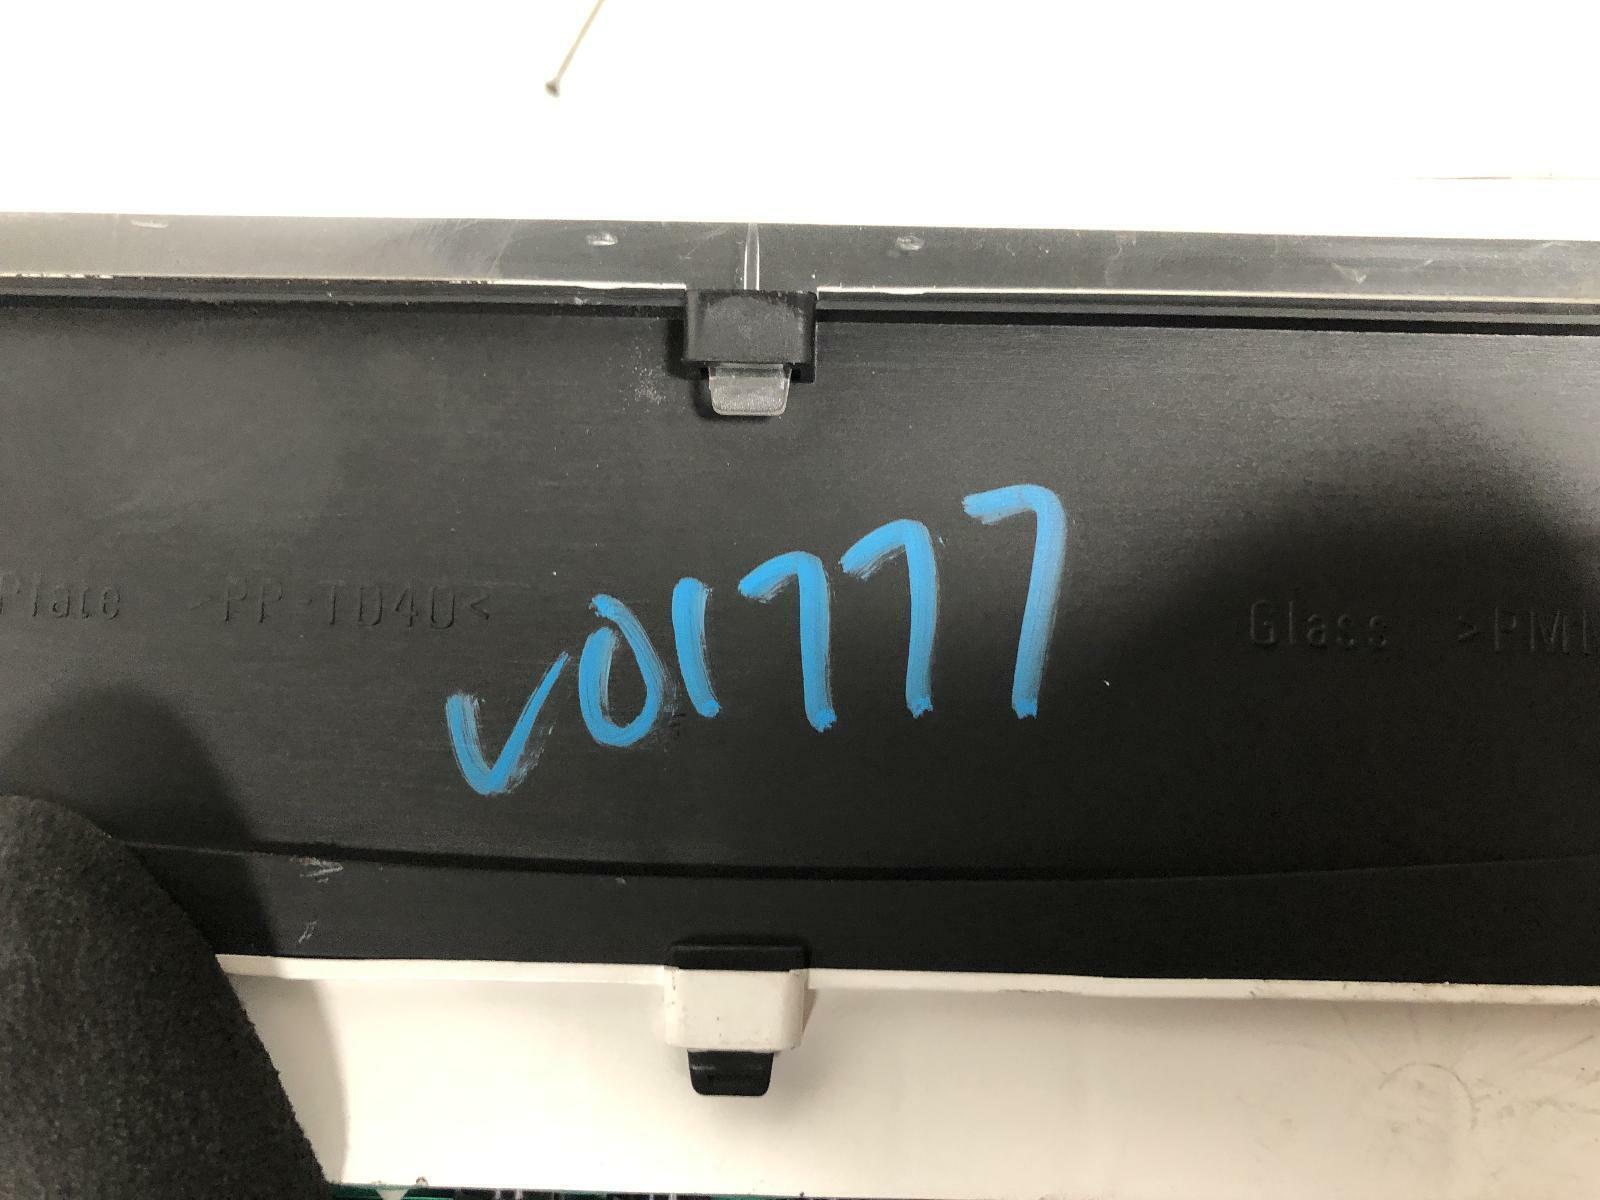 Plate >PP-TD40<
V01777
Glass >PM